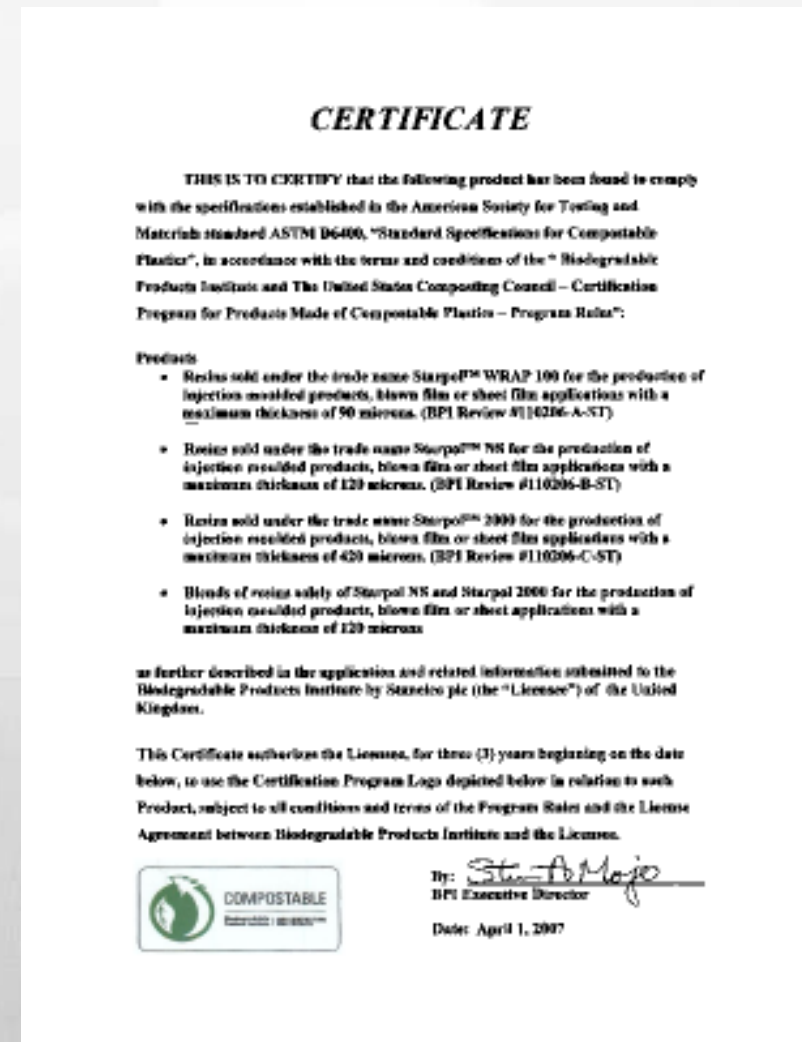 CERTIFICATE
THIS IS TO CERTIFY that the following product has been found to comply
with the specifications established in the American Society for Testing and
Materials standard ASTM D6400, “Standard Specifications for Compostable
Plastics”, in accordance with the terms and conditions of the “ Biodegradable
Products Institute and The United States Composting Council – Certification
Program for Products Made of Compostable Plastics – Program Rules”:
Products
• Resins sold under the trade name Starpol™ WRAP 100 for the production of
injection moulded products, blown film or sheet film applications with a
maximum thickness of 90 microns. (BPI Review #110206-A-ST)
• Resins sold under the trade name Starpol™ NS for the production of
injection moulded products, blown film or sheet film applications with a
maximum thickness of 120 microns. (BPI Review #110206-B-ST)
• Resins sold under the trade name Starpol™ 2000 for the production of
injection moulded products, blown film or sheet film applications with a
maximum thickness of 420 microns. (BPI Review #110206-C-ST)
• Blends of resins solely of Starpol NS and Starpol 2000 for the production of
injection moulded products, blown film or sheet applications with a
maximum thickness of 120 microns
as further described in the application and related information submitted to the
Biodegradable Products Institute by Stanelco plc (the “Licensee”) of the United
Kingdom.
This Certificate authorizes the Licensee, for three (3) years beginning on the date
below, to use the Certification Program Logo depicted below in relation to such
Product, subject to all conditions and terms of the Program Rules and the License
Agreement between Biodegradable Products Institute and the Licensee.
COMPOSTABLE
By: Ste A Mojo
BPI Executive Director
Date: April 1, 2007